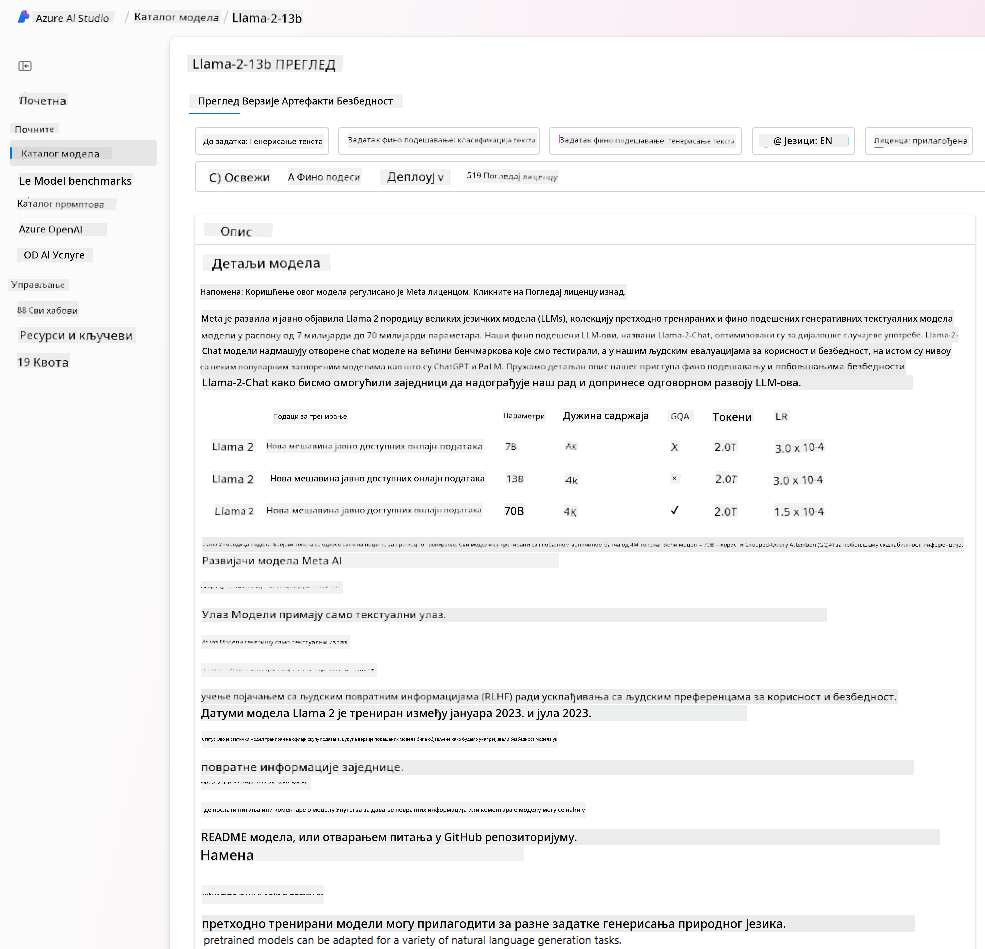 Azure AI Studio / Каталог модела / Llama-2-13b
Llama-2-13b ПРЕГЛЕД
Преглед Верзије Артефакти Безбедност
До задатка: Генерисање текста
Задатак фино подешавање: класификација текста
Задатак фино подешавање: генерисање текста
@ Језици: EN
Лиценца: прилагођена
С) Освежи
А Фино подеси
Деплоуј v
519 Погледај лиценцу
Почетна
Почните
Каталог модела
Le Model benchmarks
Каталог промптова
Azure OpenAI
OD AI Услуге
Управљање
88 Сви хабови
Ресурси и кључеви
19 Квота
Опис
Детаљи модела
Напомена: Коришћење овог модела регулисано је Meta лиценцом. Кликните на Погледај лиценцу изнад.
Meta је развила и јавно објавила Llama 2 породицу великих језичких модела (LLMs), колекцију претходно тренираних и фино подешених генеративних текстуалних модела
модели у распону од 7 милијарди до 70 милијарди параметара. Наши фино подешени LLM-ови, названи Llama-2-Chat, оптимизовани су за дијалошке случајеве употребе. Llama-2-
Chat модели надмашују отворене chat моделе на већини бенчмаркова које смо тестирали, а у нашим људским евалуацијама за корисност и безбедност, на истом су нивоу
са неким популарним затвореним моделима као што су ChatGPT и PaLM. Пружамо детаљан опис нашег приступа фино подешавању и побољшањима безбедности
Llama-2-Chat како бисмо омогућили заједници да надограђује наш рад и допринесе одговорном развоју LLM-ова.
Подаци за тренирање Параметри Дужина садржаја GQA Токени LR
Llama 2 Нова мешавина јавно доступних онлајн података 7B 4к X 2.0T 3.0 x 10-4
Llama 2 Нова мешавина јавно доступних онлајн података 13B 4k × 2.0T 3.0 x 10-4
Llama 2 Нова мешавина јавно доступних онлајн података 70B 4к ✓ 2.0T 1.5 x 10-4
Развијачи модела Meta AI
Улаз Модели примају само текстуални улаз.
Излаз Модели генеришу само текстуални излаз.
учење појачањем са људским повратним информацијама (RLHF) ради усклађивања са људским преференцама за корисност и безбедност.
Датуми модела Llama 2 је трениран између јануара 2023. и јула 2023.
повратне информације заједнице.
README модела, или отварањем питања у GitHub репозиторијуму.
Намена
претходно тренирани модели могу прилагодити за разне задатке генерисања природног језика.
pretrained models can be adapted for a variety of natural language generation tasks.